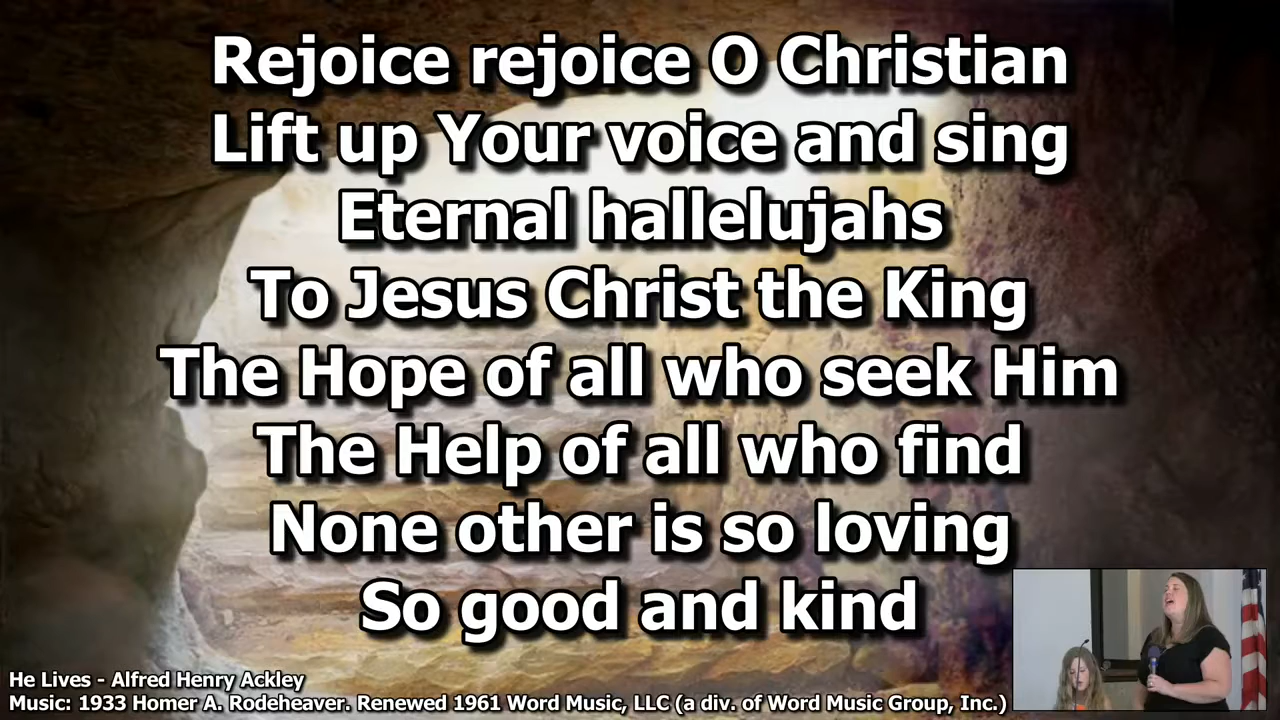 Rejoice rejoice O Christian
Lift up Your voice and sing
Eternal hallelujahs
To Jesus Christ the King
The Hope of all who seek Him
The Help of all who find
None other is so loving
So good and kind
He Lives - Alfred Henry Ackley
Music: 1933 Homer A. Rodeheaver. Renewed 1961 Word Music, LLC (a div. of Word Music Group, Inc.)